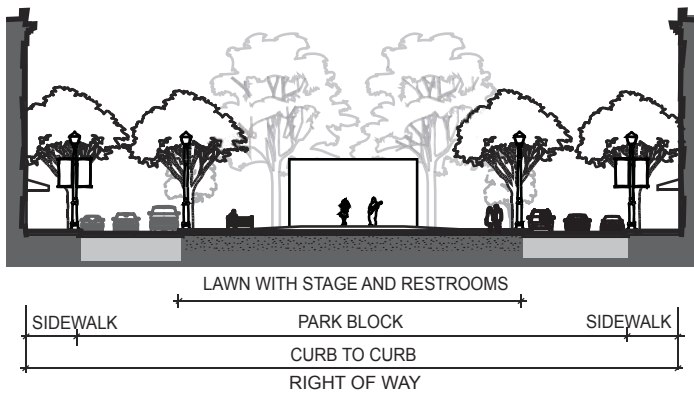 LAWN WITH STAGE AND RESTROOMS
SIDEWALK PARK BLOCK SIDEWALK
CURB TO CURB
RIGHT OF WAY